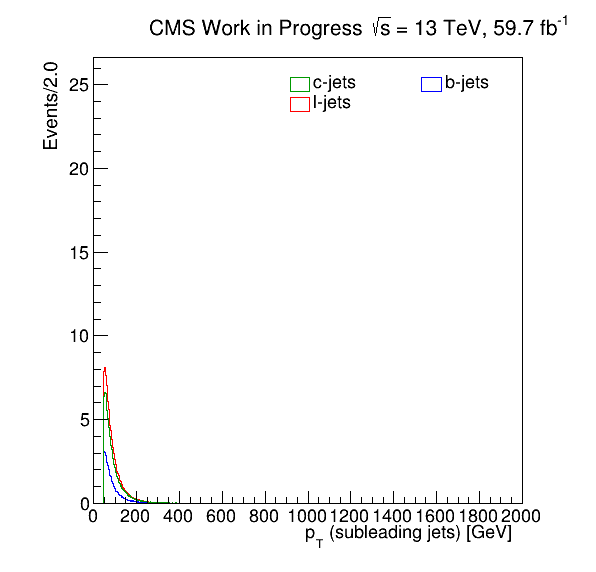 CMS Work in Progress √s = 13 TeV, 59.7 fb⁻¹
Events/2.0
c-jets b-jets
l-jets
25
20
15
10
5
0
0 200 400 600 800 1000 1200 1400 1600 1800 2000
p_T (subleading jets) [GeV]